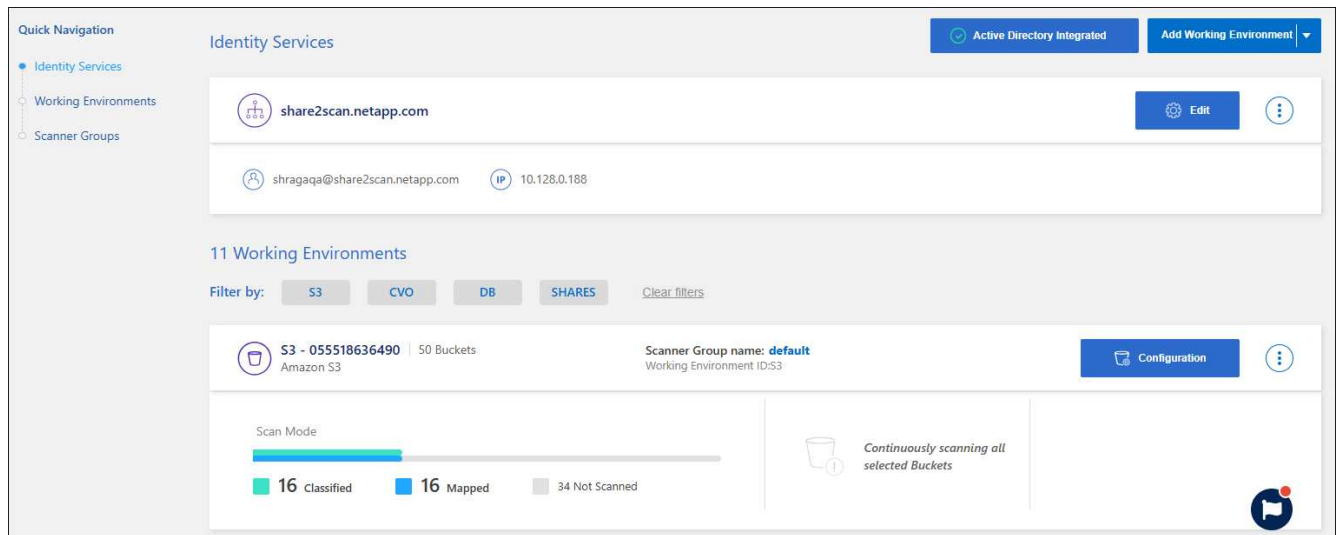 Quick Navigation
Identity Services
Working Environments
Scanner Groups
Identity Services
Active Directory Integrated
Add Working Environment
share2scan.netapp.com
Edit
shragaqa@share2scan.netapp.com
IP
10.128.0.188
11 Working Environments
Filter by: S3 CVO DB SHARES Clear filters
S3 - 055518636490 50 Buckets
Amazon S3
Scanner Group name: default
Working Environment ID:S3
Configuration
Scan Mode
16 Classified 16 Mapped 34 Not Scanned
Continuously scanning all
selected Buckets